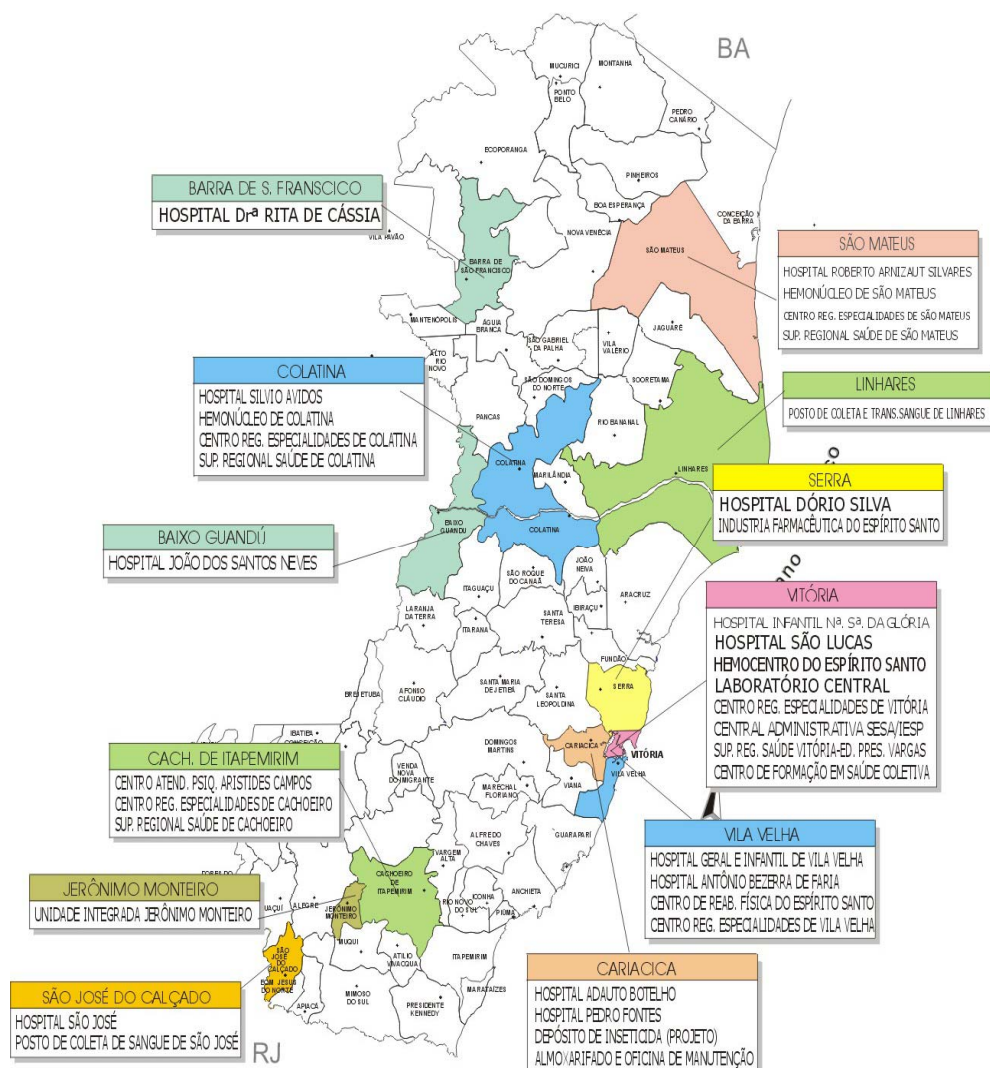 BA
MUCURICI
MONTANHA
PONTO
BELO
PEDRO
CANÁRIO
ECOPORANGA
PINHEIROS
BOA ESPERANÇA
CONCEIÇÃO
DA BARRA
NOVA VENÉCIA
VILA PAVÃO
BARRA DE S. FRANSCICO
HOSPITAL Drª RITA DE CÁSSIA
BARRA DE
SÃO FRANCISCO
SÃO MATEUS
SÃO MATEUS
HOSPITAL ROBERTO ARNIZAUT SILVARES
HEMONÚCLEO DE SÃO MATEUS
CENTRO REG. ESPECIALIDADES DE SÃO MATEUS
SUP. REGIONAL SAÚDE DE SÃO MATEUS
MANTENÓPOLIS
ÁGUIA
BRANCA
JAGUARÉ
SÃO GABRIEL
DA PALHA
VILA
VALÉRIO
ALTO
RIO
NOVO
SÃO DOMINGOS
DO NORTE
SOORETAMA
COLATINA
HOSPITAL SILVIO AVIDOS
HEMONÚCLEO DE COLATINA
CENTRO REG. ESPECIALIDADES DE COLATINA
SUP. REGIONAL SAÚDE DE COLATINA
LINHARES
POSTO DE COLETA E TRANS.SANGUE DE LINHARES
PANCAS
RIO BANANAL
COLATINA
MARILÂNDIA
LINHARES
SERRA
HOSPITAL DÓRIO SILVA
INDUSTRIA FARMACÊUTICA DO ESPÍRITO SANTO
BAIXO
GUANDU
COLATINA
BAIXO GUANDÚ
HOSPITAL JOÃO DOS SANTOS NEVES
SÃO ROQUE
DO CANAÃ
JOÃO
NEIVA
ITAGUAÇU
IBIRAÇU
ARACRUZ
ano
LARANJA
DA TERRA
ITARANA
SANTA
TERESA
FUNDÃO
VITÓRIA
HOSPITAL INFANTIL Nª. Sª. DA GLÓRIA
HOSPITAL SÃO LUCAS
HEMOCENTRO DO ESPÍRITO SANTO
LABORATÓRIO CENTRAL
CENTRO REG. ESPECIALIDADES DE VITÓRIA
CENTRAL ADMINISTRATIVA SESA/IESP
SUP. REG. SAÚDE VITÓRIA-ED. PRES. VARGAS
CENTRO DE FORMAÇÃO EM SAÚDE COLETIVA
BREJETUBA
AFONSO
CLÁUDIO
SANTA MARIA
DE JETIBÁ
SANTA
LEOPOLDINA
SERRA
IBATIBA
DOMINGOS
MARTINS
CARIACICA
VITÓRIA
VILA VELHA
VIANA
VENDA
NOVA
DO IMIGRANTE
MARECHAL
FLORIANO
CACH. DE ITAPEMIRIM
CENTRO ATEND. PSIQ. ARISTIDES CAMPOS
CENTRO REG. ESPECIALIDADES DE CACHOEIRO
SUP. REGIONAL SAÚDE DE CACHOEIRO
ALFREDO
CHAVES
GUARAPARÍ
VARGEM
ALTA
VILA VELHA
HOSPITAL GERAL E INFANTIL DE VILA VELHA
HOSPITAL ANTÔNIO BEZERRA DE FARIA
CENTRO DE REAB. FÍSICA DO ESPÍRITO SANTO
CENTRO REG. ESPECIALIDADES DE VILA VELHA
CACHOEIRO
DE
ITAPEMIRIM
JERÔNIMO MONTEIRO
UNIDADE INTEGRADA JERÔNIMO MONTEIRO
GUAÇUÍ
ALEGRE
JERÔNIMO
MONTEIRO
RIO NOVO
DO SUL
ICONHA
ANCHIETA
PIÚMA
MUQUI
ATILIO
VIVACQUA
ITAPEMIRIM
SÃO
JOSÉ
DO
CALÇADO
BOM JESUS
DO NORTE
APIACÁ
MIMOSO
DO SUL
PRESIDENTE
KENNEDY
MARATAÍZES
CARIACICA
HOSPITAL ADAUTO BOTELHO
HOSPITAL PEDRO FONTES
DEPÓSITO DE INSETICIDA (PROJETO)
ALMOXARIFADO E OFICINA DE MANUTENÇÃO
SÃO JOSÉ DO CALÇADO
HOSPITAL SÃO JOSÉ
POSTO DE COLETA DE SANGUE DE SÃO JOSÉ
RJ